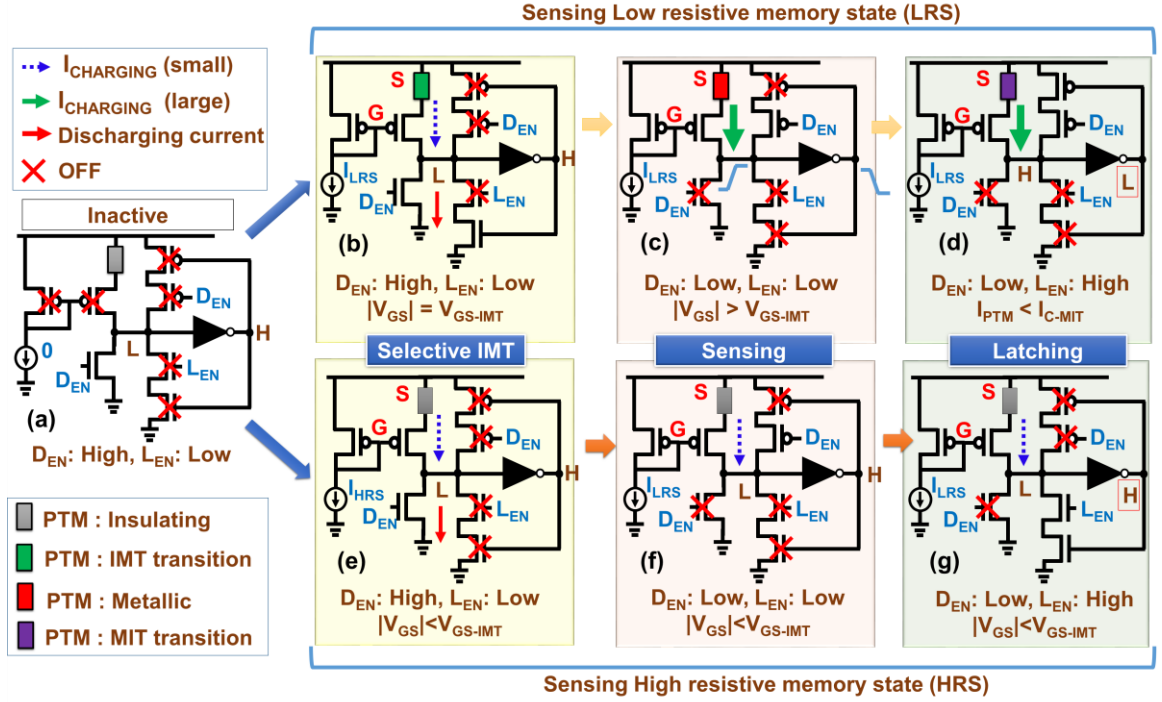 Sensing Low resistive memory state (LRS)
I_CHARGING (small)
I_CHARGING (large)
Discharging current
OFF
Inactive
0
D_EN
L
L_EN
D_EN
H
(a)
D_EN: High, L_EN: Low
S
G
I_LRS
D_EN
L
D_EN
L_EN
H
(b)
D_EN: High, L_EN: Low
|V_GS| = V_GS-IMT
S
G
I_LRS
D_EN
D_EN
L_EN
(c)
D_EN: Low, L_EN: Low
|V_GS| > V_GS-IMT
S
G
I_LRS
D_EN
H
D_EN
L_EN
L
(d)
D_EN: Low, L_EN: High
I_PTM < I_C-MIT
Selective IMT
Sensing
Latching
S
G
I_HRS
D_EN
L
D_EN
L_EN
H
(e)
D_EN: High, L_EN: Low
|V_GS|<V_GS-IMT
S
G
I_LRS
D_EN
L
D_EN
L_EN
H
(f)
D_EN: Low, L_EN: Low
|V_GS|<V_GS-IMT
S
G
I_LRS
D_EN
L
D_EN
L_EN
H
(g)
D_EN: Low, L_EN: High
|V_GS|<V_GS-IMT
PTM : Insulating
PTM : IMT transition
PTM : Metallic
PTM : MIT transition
Sensing High resistive memory state (HRS)